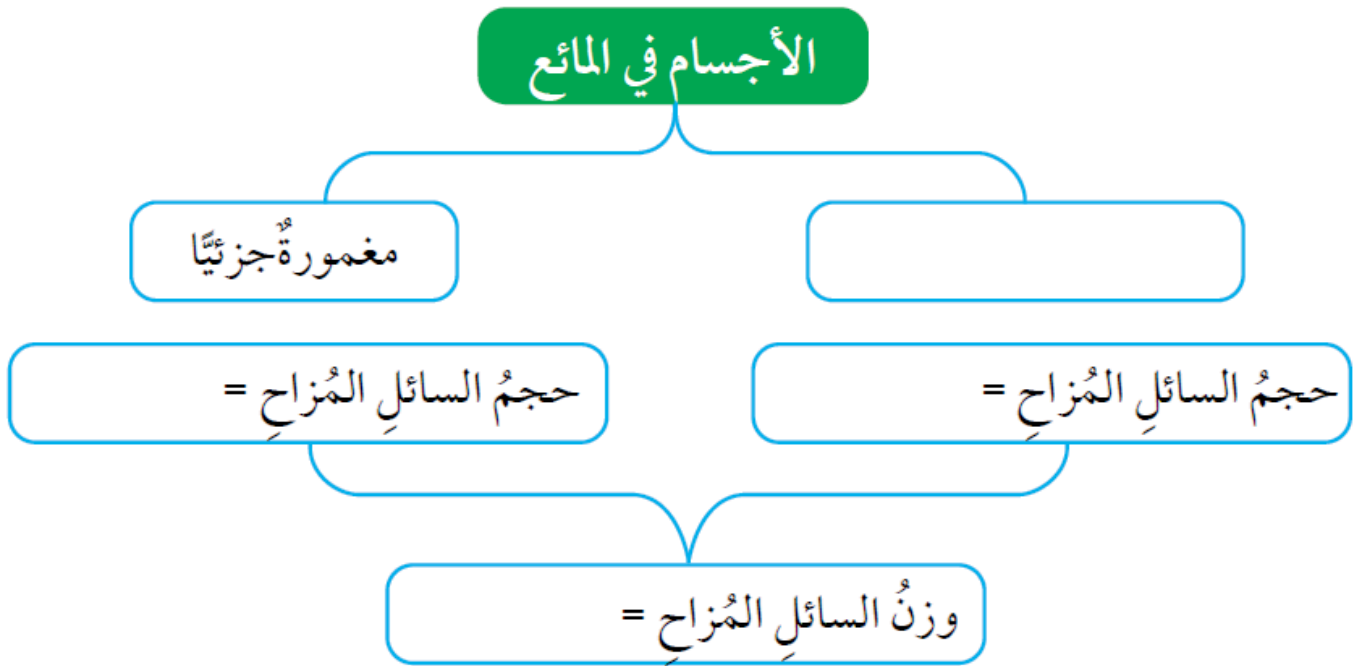 الأجسام في المائع
مغمورةٌ جزئيًّا
حجمُ السائلِ المُزاحِ =
حجمُ السائلِ المُزاحِ =
وزنُ السائلِ المُزاحِ =